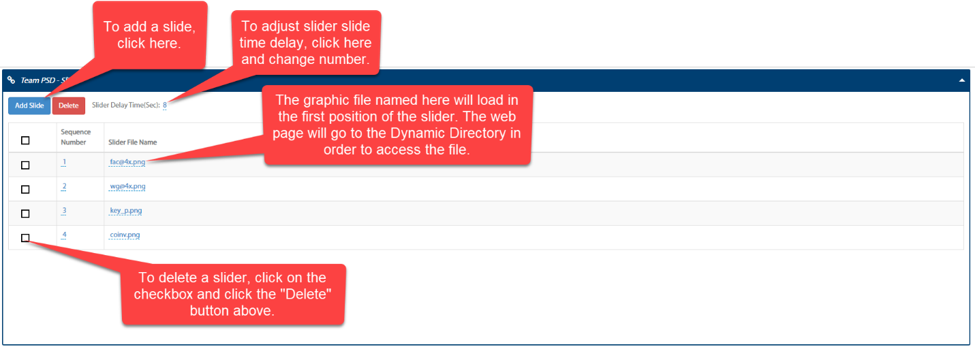 To add a slide,
click here.
To adjust slider slide
time delay, click here
and change number.
Team PSD -
Add Slide
Delete
Slider Delay Time(Sec): 8
The graphic file named here will load in
the first position of the slider. The web
page will go to the Dynamic Directory in
order to access the file.
Sequence
Number
Slider File Name
1 fac@4x.png
2 wg@4x.png
3 key_p.png
4 coinv.png
To delete a slider, click on the
checkbox and click the "Delete"
button above.